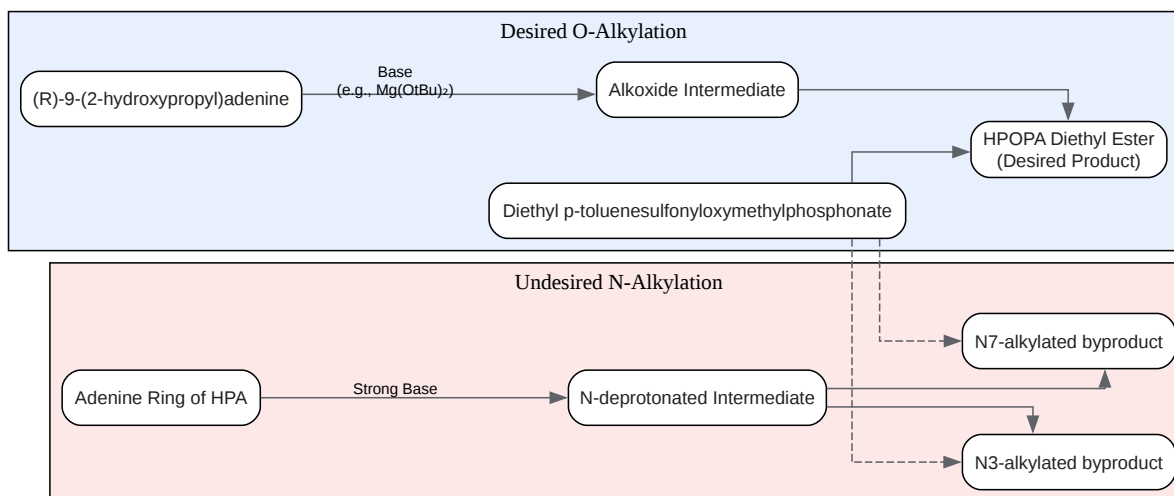 Desired O-Alkylation
(R)-9-(2-hydroxypropyl)adenine
Base
(e.g., Mg(OtBu)₂)
Alkoxide Intermediate
HPOPA Diethyl Ester
(Desired Product)
Diethyl p-toluenesulfonyloxymethylphosphonate
Undesired N-Alkylation
N7-alkylated byproduct
Adenine Ring of HPA
Strong Base
N-deprotonated Intermediate
N3-alkylated byproduct